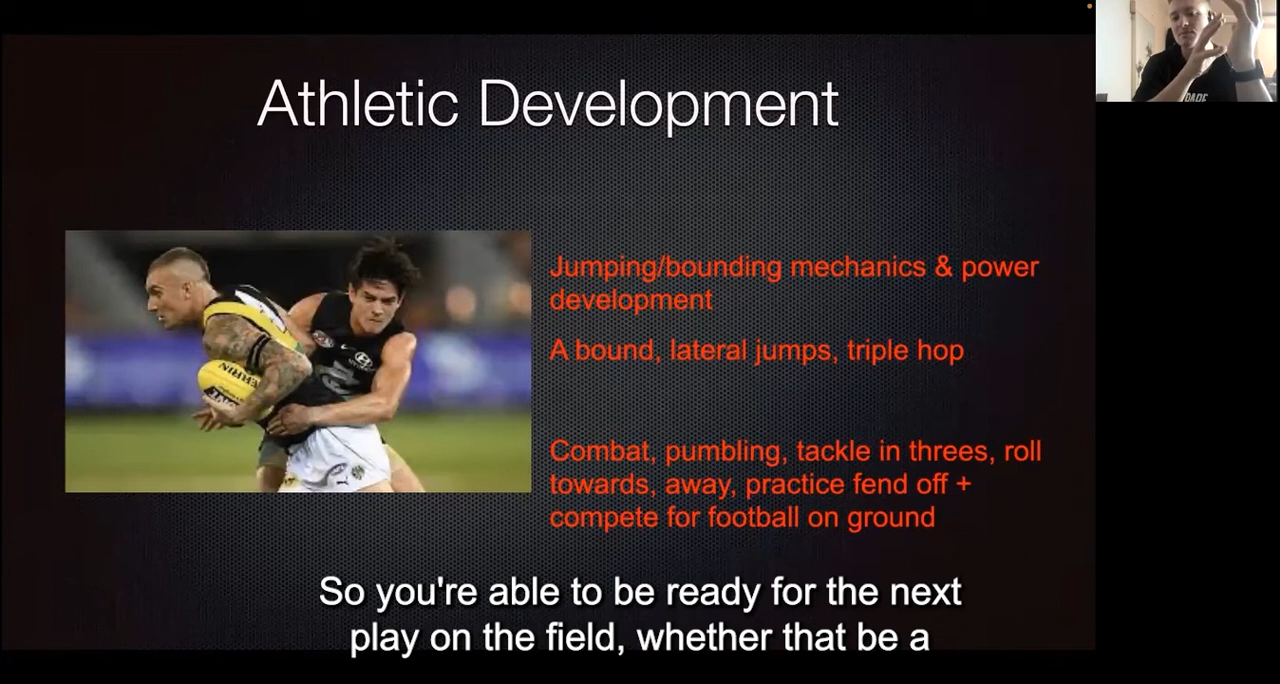 Athletic Development
Jumping/bounding mechanics & power
development
A bound, lateral jumps, triple hop
Combat, pumbling, tackle in threes, roll
towards, away, practice fend off +
compete for football on ground
So you're able to be ready for the next
play on the field, whether that be a